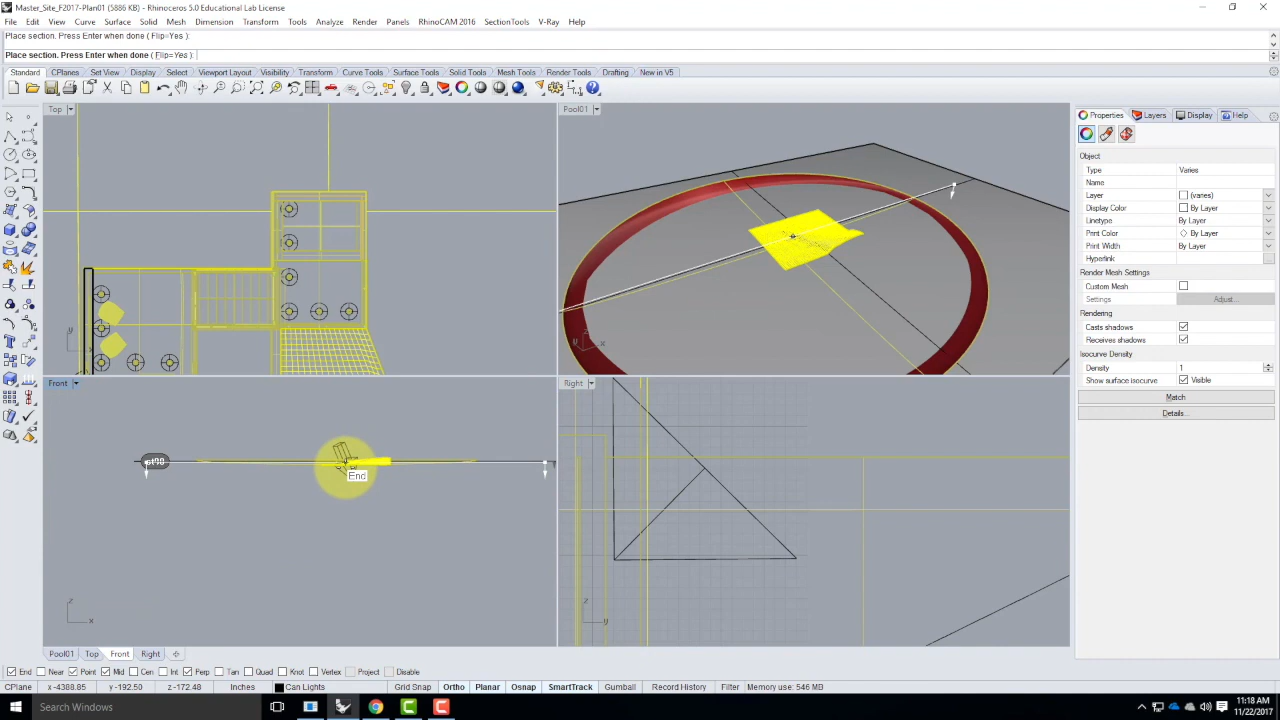 Master_Site_F2017-Plan01 (5886 KB) - Rhinoceros 5.0 Educational Lab License
File Edit View Curve Surface Solid Mesh Dimension Transform Tools Analyze Render Panels RhinoCAM 2016 SectionTools V-Ray Help
Place section. Press Enter when done ( Flip=Yes ):
Place section. Press Enter when done ( Flip=Yes ):
Standard CPlanes Set View Display Select Viewport Layout Visibility Transform Curve Tools Surface Tools Solid Tools Mesh Tools Render Tools Drafting New in V5
Top
Pool01
Properties Layers Display Help
Object
Type Varies
Name
Layer (varies)
Display Color By Layer
Linetype By Layer
Print Color By Layer
Print Width By Layer
Hyperlink
Render Mesh Settings
Custom Mesh
Settings Adjust...
Rendering
Casts shadows
Receives shadows
Isocurve Density
Density 1
Show surface isocurve Visible
Match
Details...
y
z
y x
Front
Right
End
z
x
z
y
Pool01 Top Front Right
End Near Point Mid Cen Int Perp Tan Quad Knot Vertex Project Disable
CPlane x -4388.85 y -192.50 z -172.48 Inches Can Lights Grid Snap Ortho Planar Osnap SmartTrack Gumball Record History Filter Memory use: 546 MB
Search Windows
11:18 AM
11/22/2017